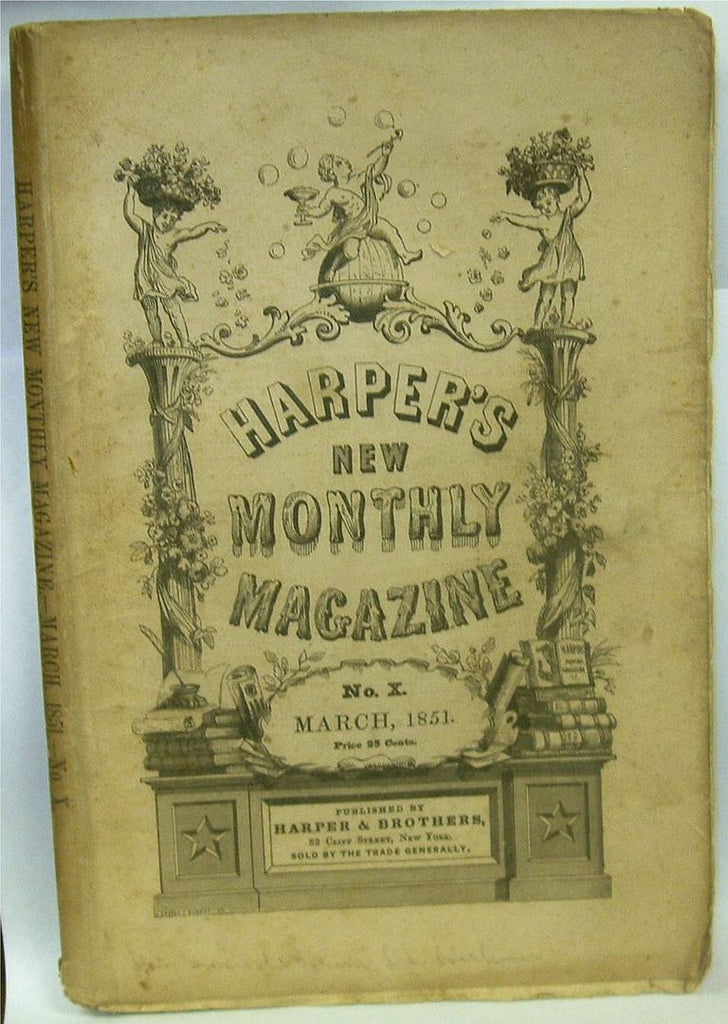 HARPER'S NEW MONTHLY MAGAZINE.—MARCH, 1851.—No. X.
HARPER'S
NEW
MONTHLY
MAGAZINE
No. X.
MARCH, 1851.
Price 25 Cents.
PUBLISHED BY
HARPER & BROTHERS,
82 Cliff Street, New York.
SOLD BY THE TRADE GENERALLY.